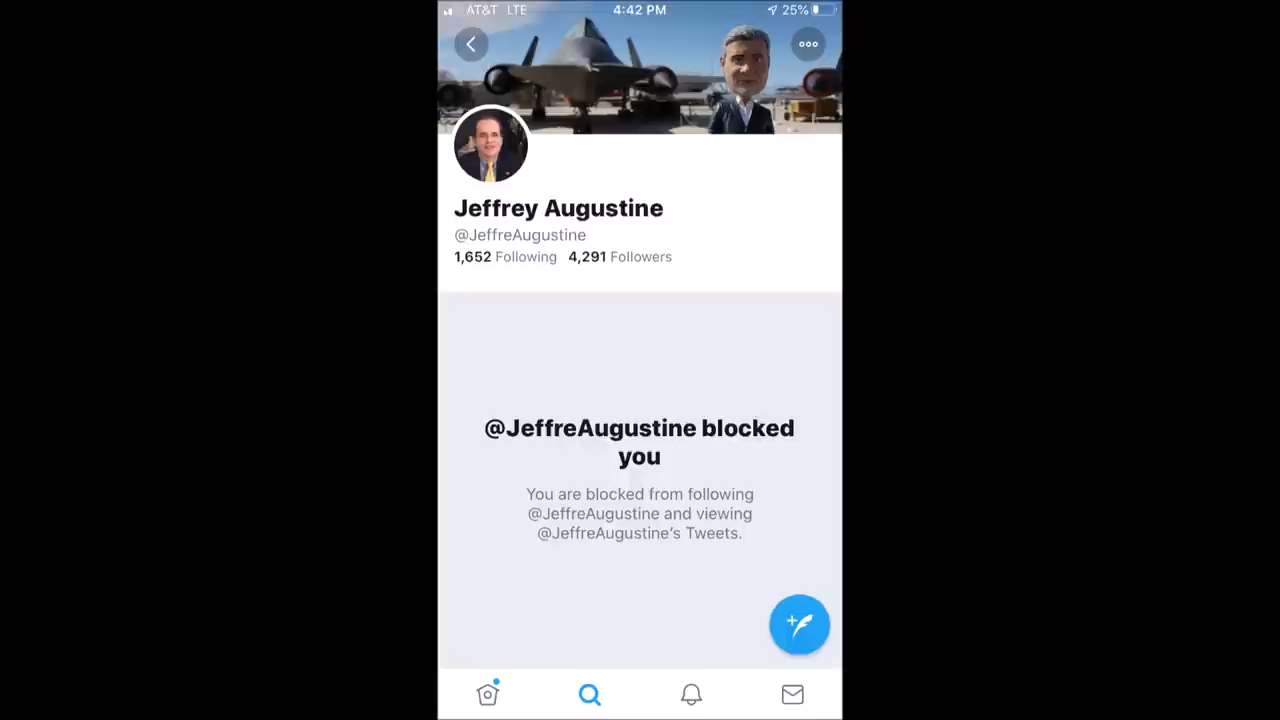 AT&T LTE 4:42 PM 25%
Jeffrey Augustine
@JeffreAugustine
1,652 Following 4,291 Followers
@JeffreAugustine blocked
you
You are blocked from following
@JeffreAugustine and viewing
@JeffreAugustine's Tweets.